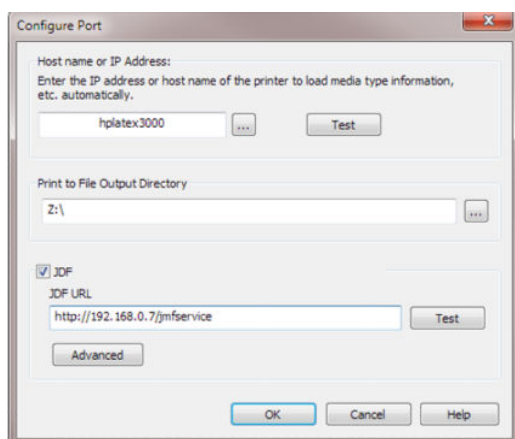 Configure Port
Host name or IP Address:
Enter the IP address or host name of the printer to load media type information,
etc. automatically.
hplatex3000 ... Test
Print to File Output Directory
Z:\ ...
JDF
JDF URL
http://192.168.0.7/jmfservice Test
Advanced
OK Cancel Help